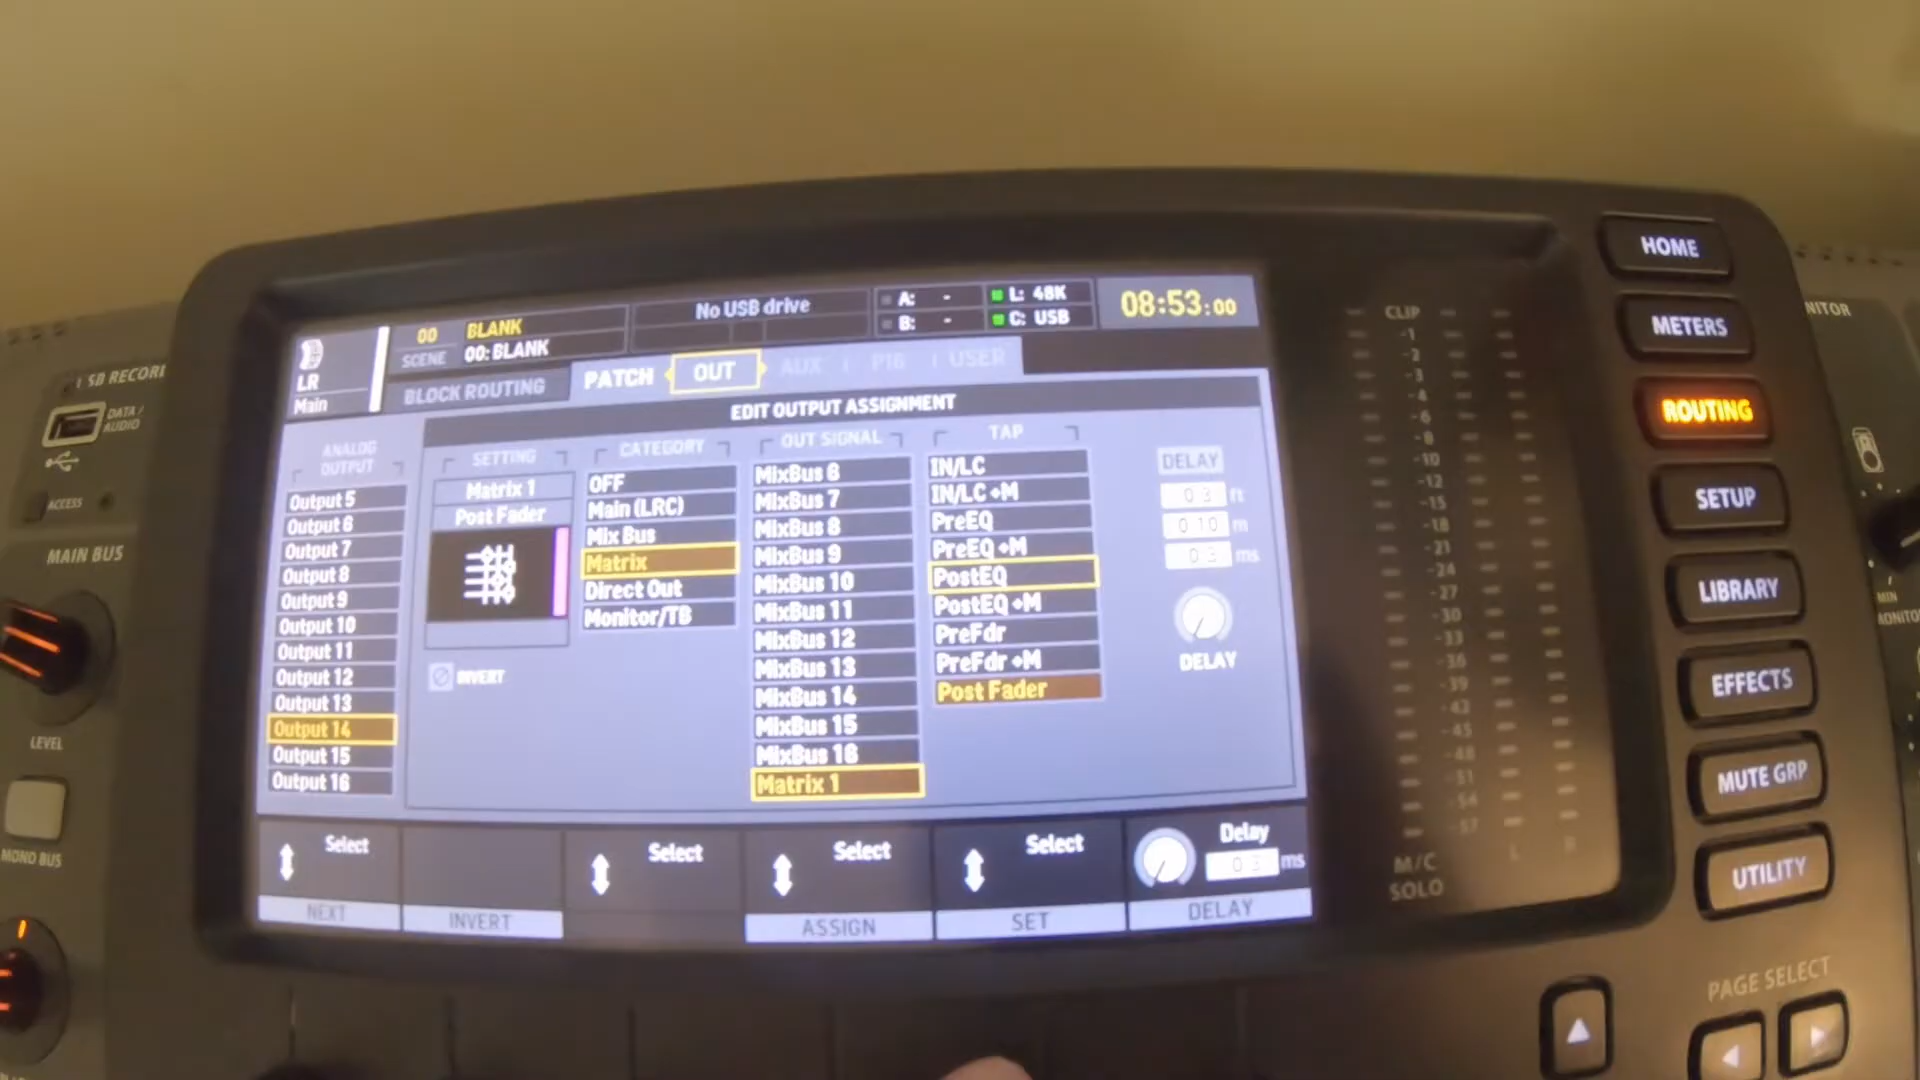 HOME
METERS
ROUTING
SETUP
LIBRARY
EFFECTS
MUTE GRP
UTILITY
PAGE SELECT
NITOR
MIN
MONITO
DATA /
AUDIO
ACCESS
MAIN BUS
LEVEL
MONO BUS
LR
Main
00
SCENE
BLANK
00: BLANK
No USB drive
A: -
B: -
L: 48K
C: USB
08:53:00
BLOCK ROUTING
PATCH
OUT
AUX
P16
USER
EDIT OUTPUT ASSIGNMENT
ANALOG
OUTPUT
Output 5
Output 6
Output 7
Output 8
Output 9
Output 10
Output 11
Output 12
Output 13
Output 14
Output 15
Output 16
SETTING
Matrix 1
Post Fader
INVERT
CATEGORY
OFF
Main (LRC)
Mix Bus
Matrix
Direct Out
Monitor/TB
OUT SIGNAL
MixBus 6
MixBus 7
MixBus 8
MixBus 9
MixBus 10
MixBus 11
MixBus 12
MixBus 13
MixBus 14
MixBus 15
MixBus 16
Matrix 1
TAP
IN/LC
IN/LC +M
PreEQ
PreEQ +M
PostEQ
PostEQ +M
PreFdr
PreFdr +M
Post Fader
DELAY
0.3 ft
0.10 m
0.3 ms
DELAY
Select
NEXT
INVERT
Select
Select
ASSIGN
Select
SET
Delay
0.3 ms
DELAY
CLIP
-1
-2
-3
-4
-6
-8
-10
-12
-15
-18
-21
-24
-27
-30
-33
-36
-39
-42
-45
-48
-51
-54
-57
M/C
SOLO
L
R